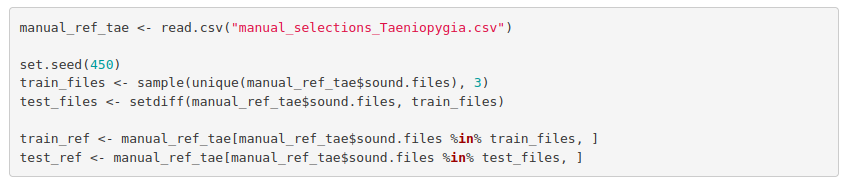 manual_ref_tae <- read.csv("manual_selections_Taeniopygia.csv")
set.seed(450)
train_files <- sample(unique(manual_ref_tae$sound.files), 3)
test_files <- setdiff(manual_ref_tae$sound.files, train_files)
train_ref <- manual_ref_tae[manual_ref_tae$sound.files %in% train_files, ]
test_ref <- manual_ref_tae[manual_ref_tae$sound.files %in% test_files, ]